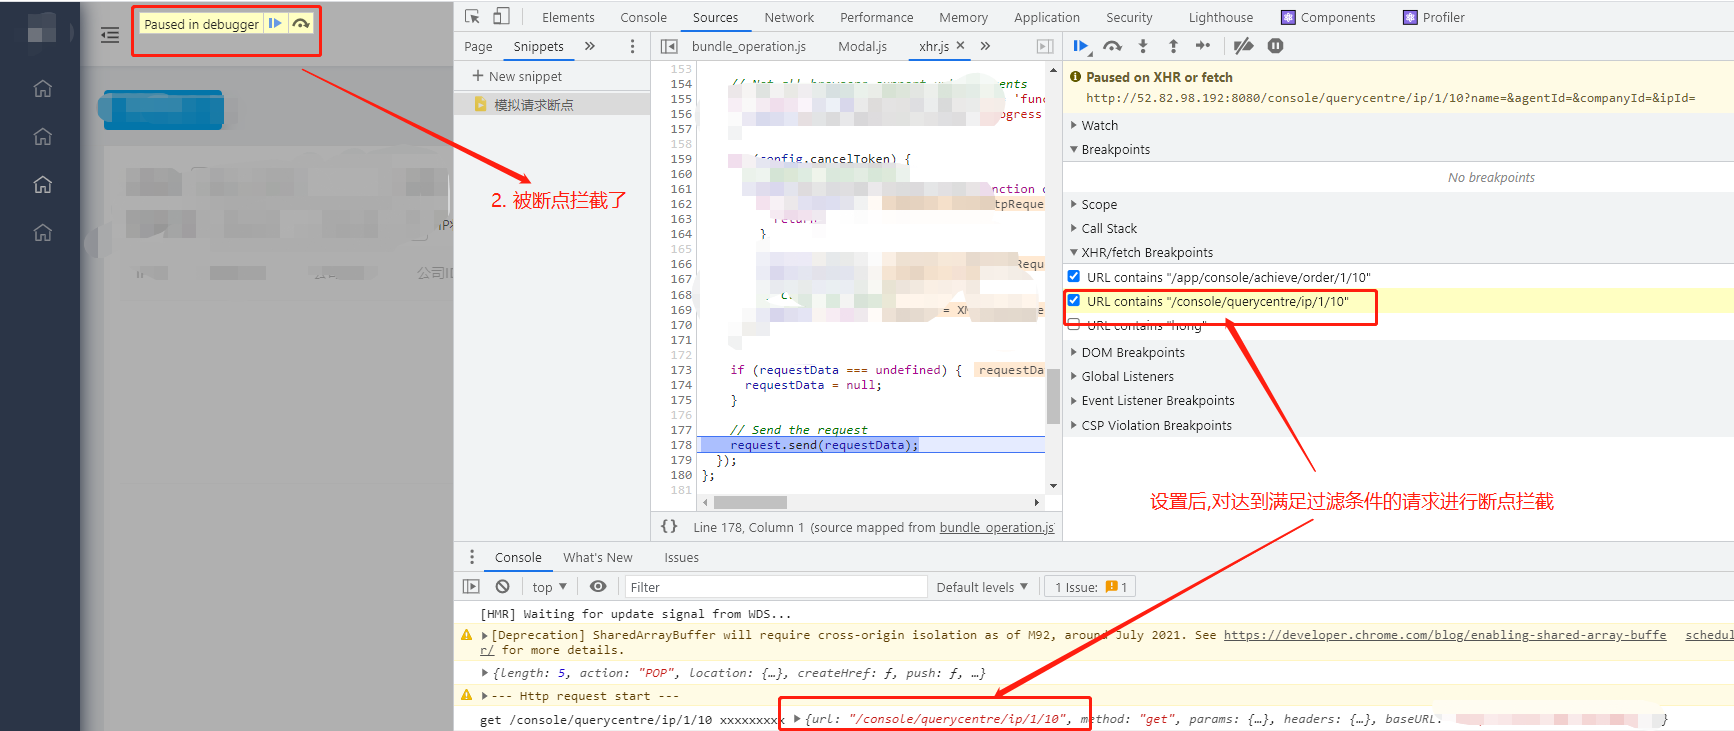 Paused in debugger
2. 被断点拦截了
公司ID
Elements Console Sources Network Performance Memory Application Security Lighthouse Components Profiler
Page Snippets »
New snippet
模拟请求断点
bundle_operation.js Modal.js xhr.js × »
153
154
155 'func
156 ogress
157
158
159 (config.cancelToken) {
160
161 nction
162 tpReque
163 return
164 }
165
166 Requ
167
168
169 = XM
170
171
172
173 if (requestData === undefined) { requestDa
174 requestData = null;
175 }
176
177 // Send the request
178 request.send(requestData);
179 });
180 };
181
{} Line 178, Column 1 (source mapped from bundle_operation.js)
Paused on XHR or fetch
http://52.82.98.192:8080/console/querycentre/ip/1/10?name=&agentId=&companyId=&ipId=
Watch
Breakpoints
No breakpoints
Scope
Call Stack
XHR/fetch Breakpoints
URL contains "/app/console/achieve/order/1/10"
URL contains "/console/querycentre/ip/1/10"
URL contains "hong"
DOM Breakpoints
Global Listeners
Event Listener Breakpoints
CSP Violation Breakpoints
设置后,对达到满足过滤条件的请求进行断点拦截
Console What's New Issues
top Filter Default levels 1 Issue: 1
[HMR] Waiting for update signal from WDS...
[Deprecation] SharedArrayBuffer will require cross-origin isolation as of M92, around July 2021. See https://developer.chrome.com/blog/enabling-shared-array-buffe schedul
r/ for more details.
{length: 5, action: "POP", location: {…}, createHref: ƒ, push: ƒ, …}
--- Http request start ---
get /console/querycentre/ip/1/10 xxxxxxxxx {url: "/console/querycentre/ip/1/10", method: "get", params: {…}, headers: {…}, baseURL: }